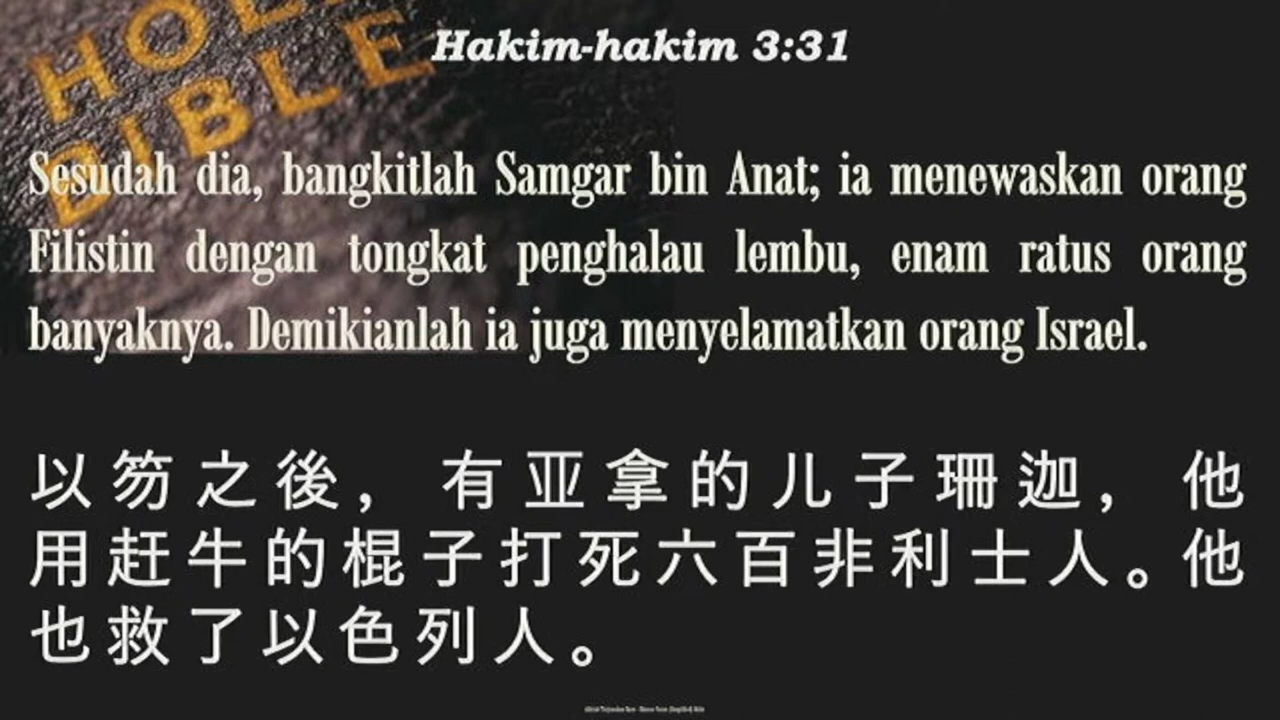 HOLY
BIBLE
Hakim-hakim 3:31
Sesudah dia, bangkitlah Samgar bin Anat; ia menewaskan orang
Filistin dengan tongkat penghalau lembu, enam ratus orang
banyaknya. Demikianlah ia juga menyelamatkan orang Israel.
以笏之後， 有亚拿的儿子珊迦， 他
用赶牛的棍子打死六百非利士人。他
也救了以色列人。